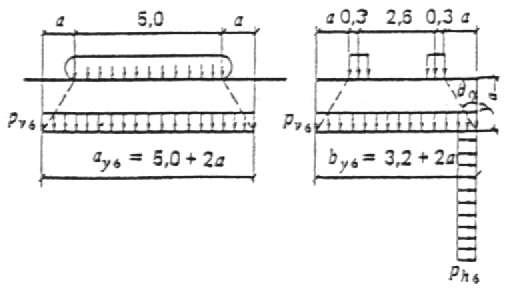 a 5,0 a
a 0,3 2,6 0,3 a
a
pv6
pv6
ay6 = 5,0 + 2a
by6 = 3,2 + 2a
ph6